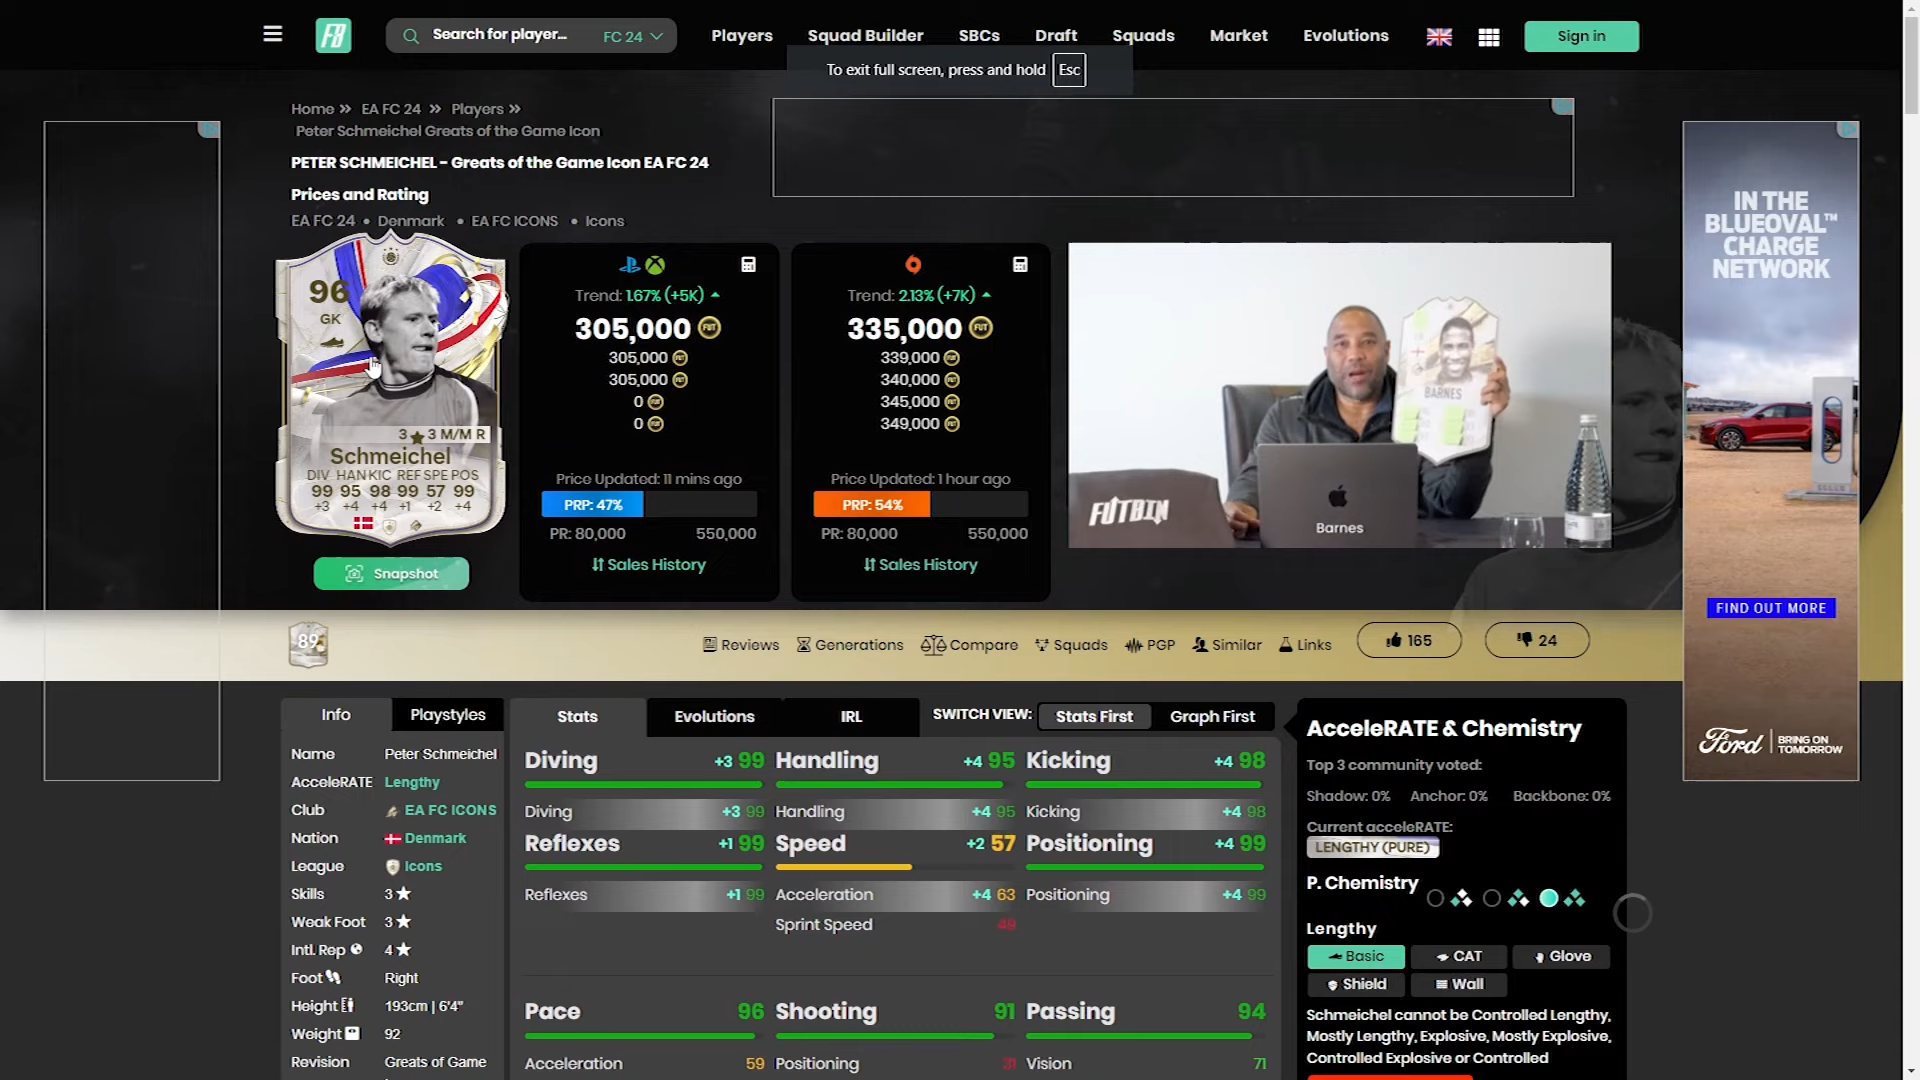 Search for player...
FC 24
Players
Squad Builder
SBCs
Draft
Squads
Market
Evolutions
Sign in
To exit full screen, press and hold Esc
Home » EA FC 24 » Players »
Peter Schmeichel Greats of the Game Icon
PETER SCHMEICHEL - Greats of the Game Icon EA FC 24
Prices and Rating
EA FC 24 • Denmark • EA FC ICONS • Icons
96
GK
3 ★ 3 M/M R
Schmeichel
DIV HAN KIC REF SPE POS
99 95 98 99 57 99
+3 +4 +4 +1 +2 +4
Snapshot
Trend: 1.67% (+5K)
305,000
305,000
305,000
0
0
Price Updated: 11 mins ago
PRP: 47%
PR: 80,000 550,000
Sales History
Trend: 2.13% (+7K)
335,000
339,000
340,000
345,000
349,000
Price Updated: 1 hour ago
PRP: 54%
PR: 80,000 550,000
Sales History
BARNES
FUTBIN
Barnes
IN THE
BLUEOVAL™
CHARGE
NETWORK
FIND OUT MORE
Ford
BRING ON
TOMORROW
89
Reviews
Generations
Compare
Squads
PGP
Similar
Links
165
24
Info
Playstyles
Name Peter Schmeichel
AcceleRATE Lengthy
Club EA FC ICONS
Nation Denmark
League Icons
Skills 3 ★
Weak Foot 3 ★
Intl. Rep 4 ★
Foot Right
Height 193cm | 6'4"
Weight 92
Revision Greats of Game
Stats
Evolutions
IRL
SWITCH VIEW: Stats First Graph First
Diving +3 99 Handling +4 95 Kicking +4 98
Diving +3 99 Handling +4 95 Kicking +4 98
Reflexes +1 99 Speed +2 57 Positioning +4 99
Reflexes +1 99 Acceleration +4 63 Positioning +4 99
Sprint Speed 49
Pace 96 Shooting 91 Passing 94
Acceleration 59 Positioning 31 Vision 71
AcceleRATE & Chemistry
Top 3 community voted:
Shadow: 0% Anchor: 0% Backbone: 0%
Current acceleRATE:
LENGTHY (PURE)
P. Chemistry
Lengthy
Basic CAT Glove
Shield Wall
Schmeichel cannot be Controlled Lengthy,
Mostly Lengthy, Explosive, Mostly Explosive,
Controlled Explosive or Controlled